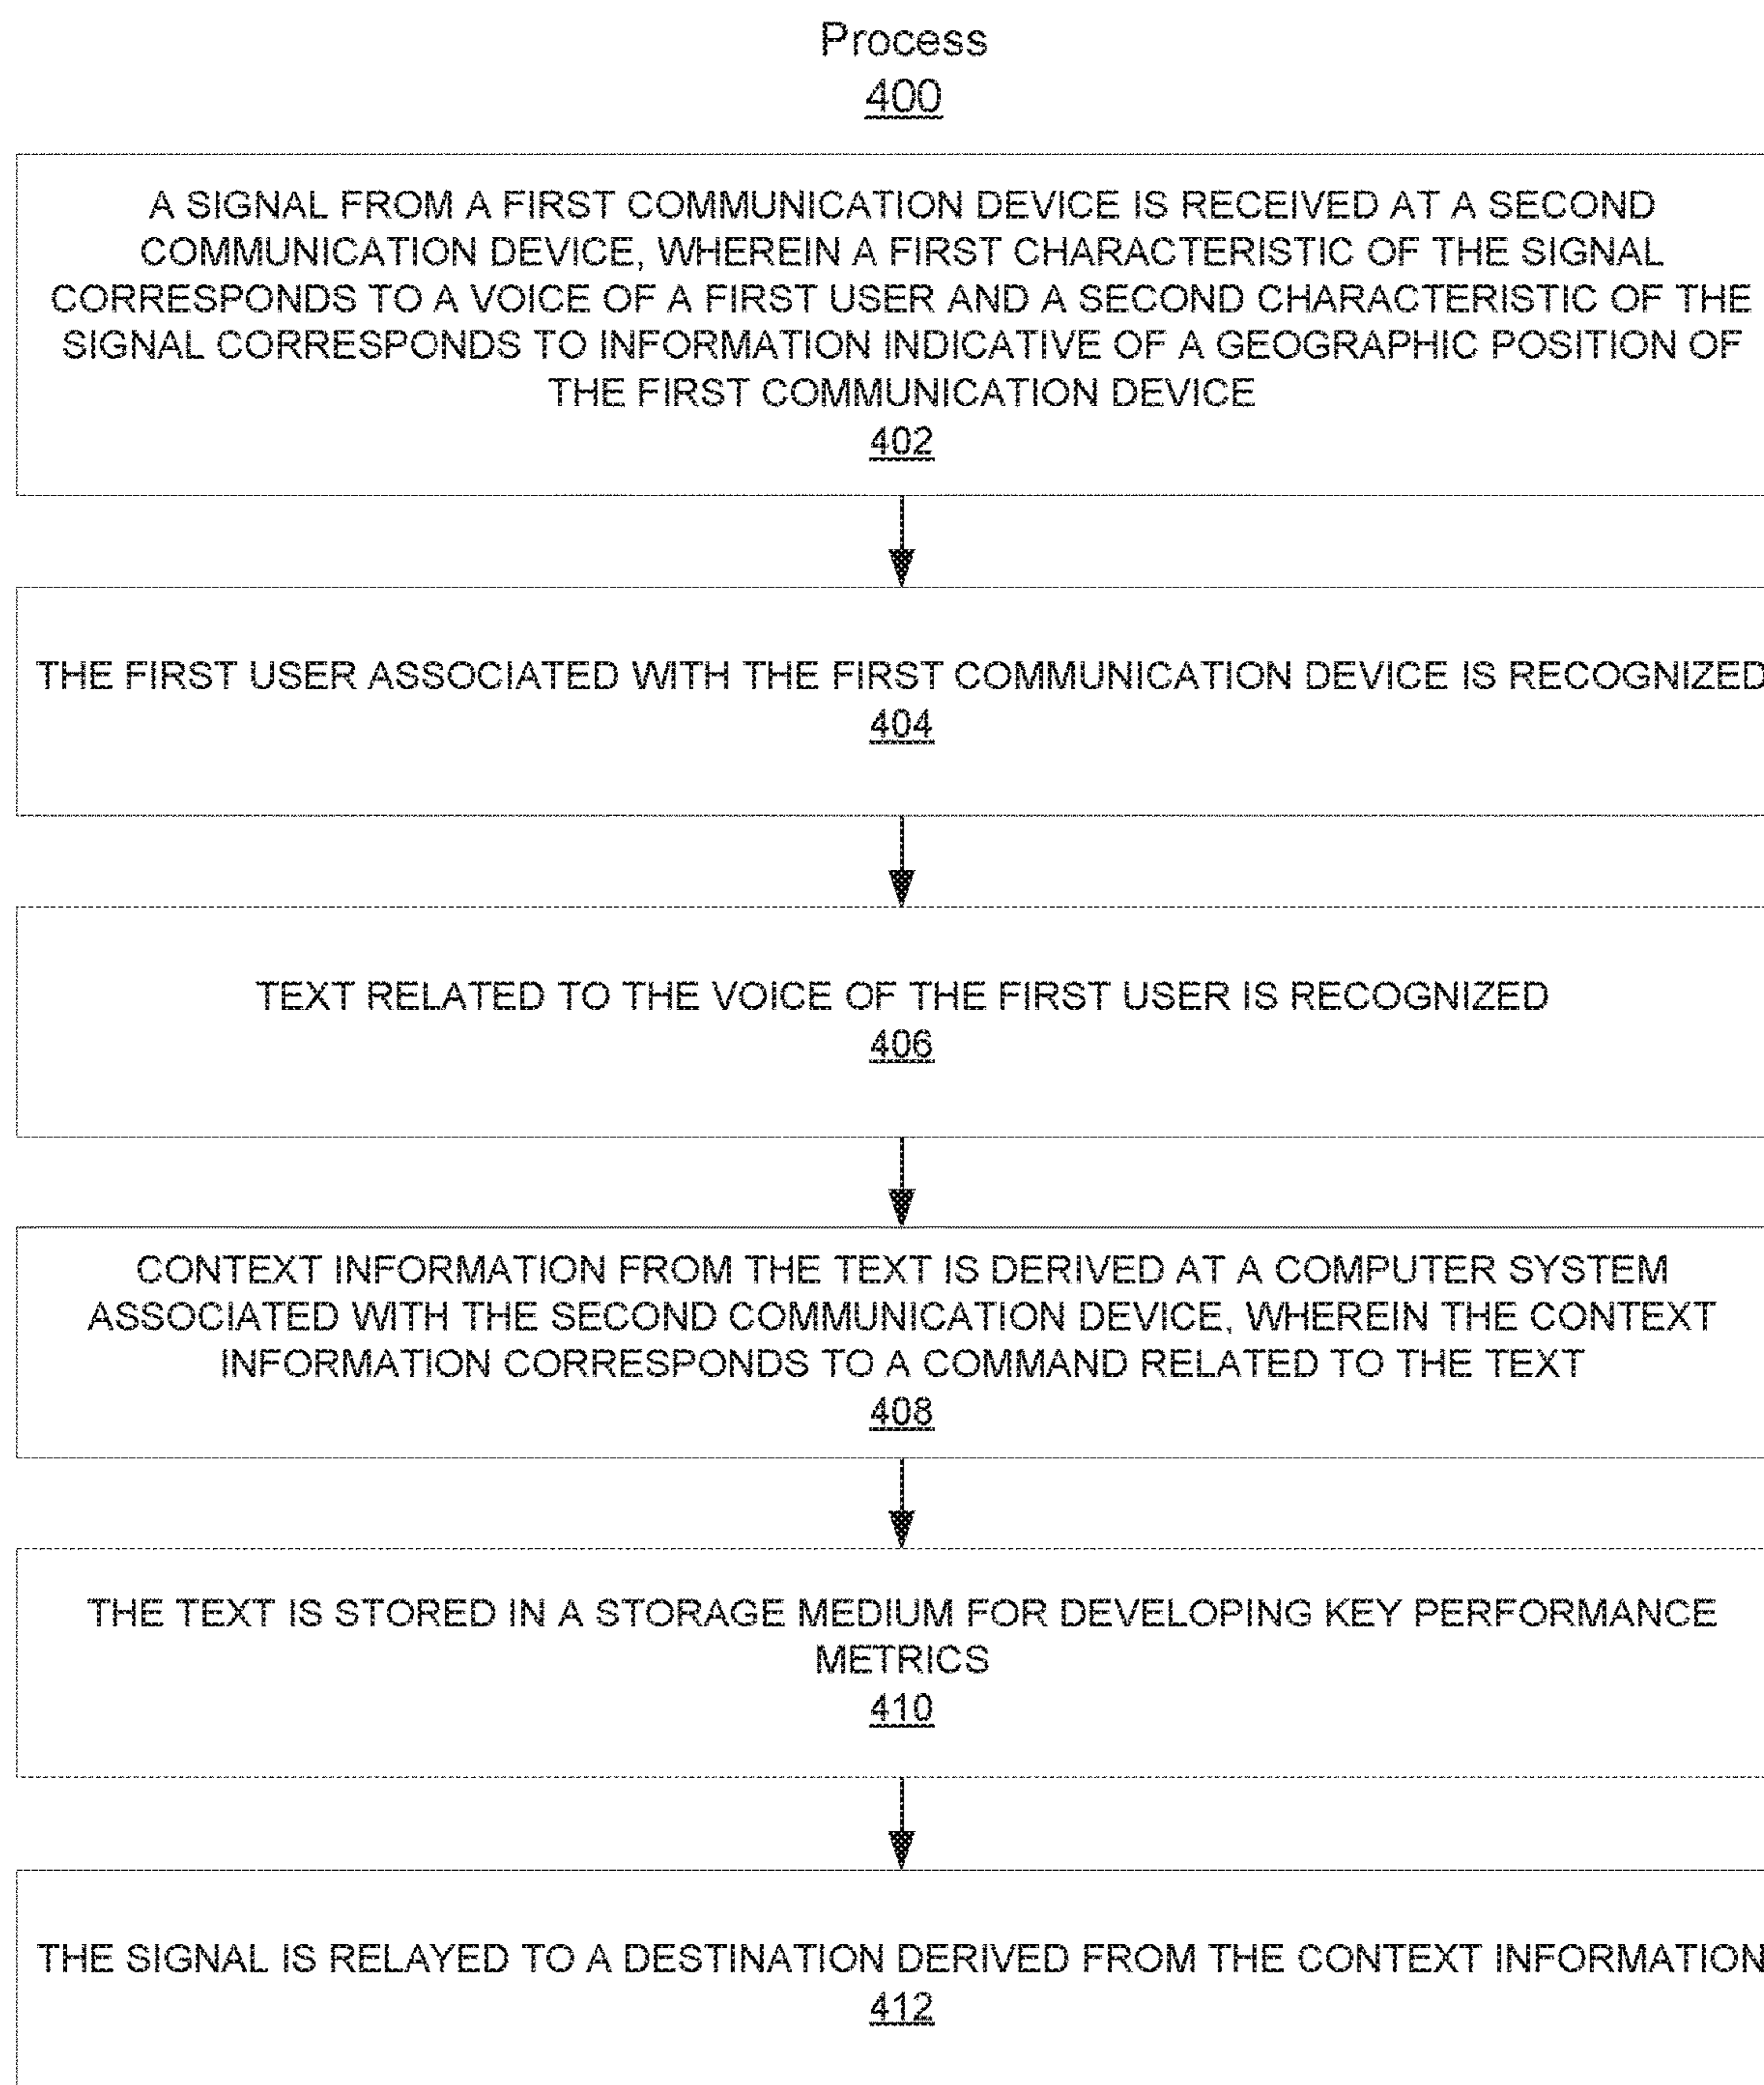 Process
400
A SIGNAL FROM A FIRST COMMUNICATION DEVICE IS RECEIVED AT A SECOND
COMMUNICATION DEVICE, WHEREIN A FIRST CHARACTERISTIC OF THE SIGNAL
CORRESPONDS TO A VOICE OF A FIRST USER AND A SECOND CHARACTERISTIC OF THE
SIGNAL CORRESPONDS TO INFORMATION INDICATIVE OF A GEOGRAPHIC POSITION OF
THE FIRST COMMUNICATION DEVICE
402
THE FIRST USER ASSOCIATED WITH THE FIRST COMMUNICATION DEVICE IS RECOGNIZED
404
TEXT RELATED TO THE VOICE OF THE FIRST USER IS RECOGNIZED
406
CONTEXT INFORMATION FROM THE TEXT IS DERIVED AT A COMPUTER SYSTEM
ASSOCIATED WITH THE SECOND COMMUNICATION DEVICE, WHEREIN THE CONTEXT
INFORMATION CORRESPONDS TO A COMMAND RELATED TO THE TEXT
408
THE TEXT IS STORED IN A STORAGE MEDIUM FOR DEVELOPING KEY PERFORMANCE
METRICS
410
THE SIGNAL IS RELAYED TO A DESTINATION DERIVED FROM THE CONTEXT INFORMATION
412